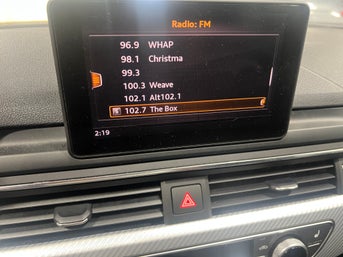 Radio: FM
96.9 WHAP
98.1 Christma
99.3
100.3 Weave
102.1 Alt102.1
102.7 The Box
2:19